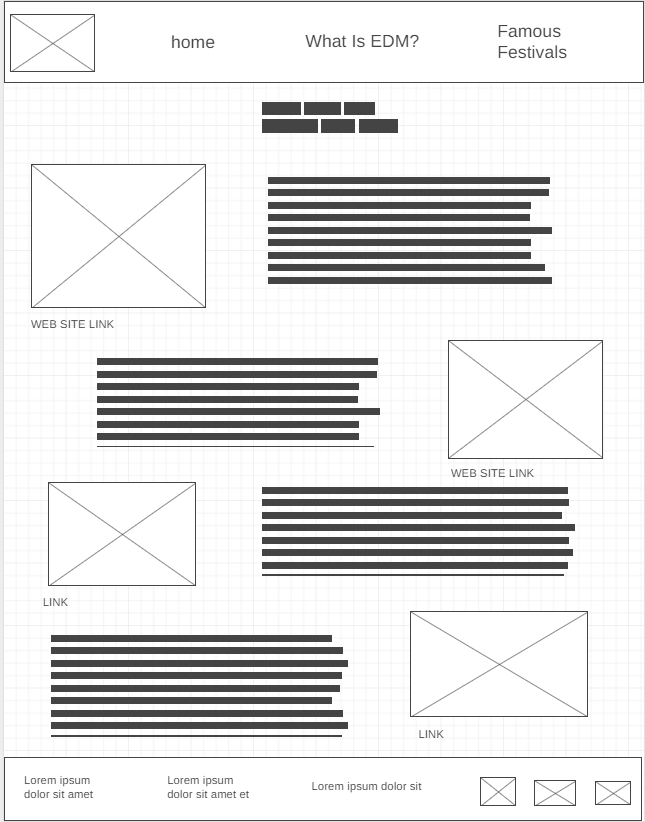 home
What Is EDM?
Famous
Festivals
WEB SITE LINK
WEB SITE LINK
LINK
LINK
Lorem ipsum
dolor sit amet
Lorem ipsum
dolor sit amet et
Lorem ipsum dolor sit